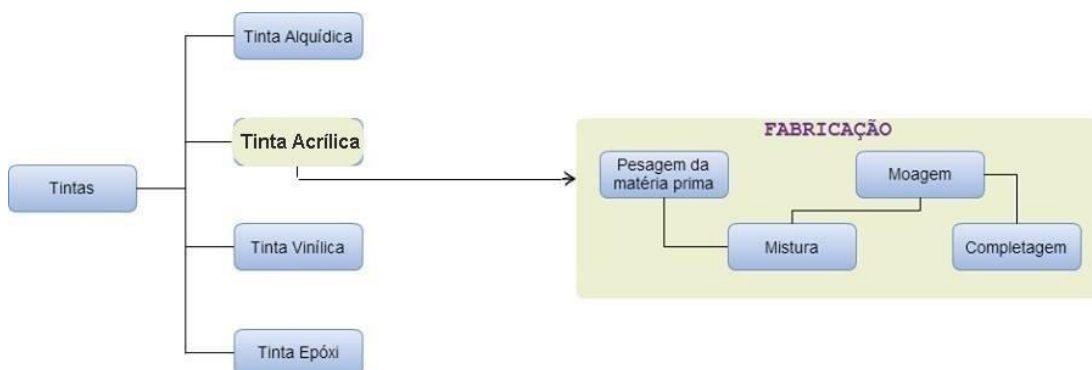 Tintas
Tinta Alquídica
Tinta Acrílica
Tinta Vinílica
Tinta Epóxi
FABRICAÇÃO
Pesagem da
matéria prima
Mistura
Moagem
Completagem